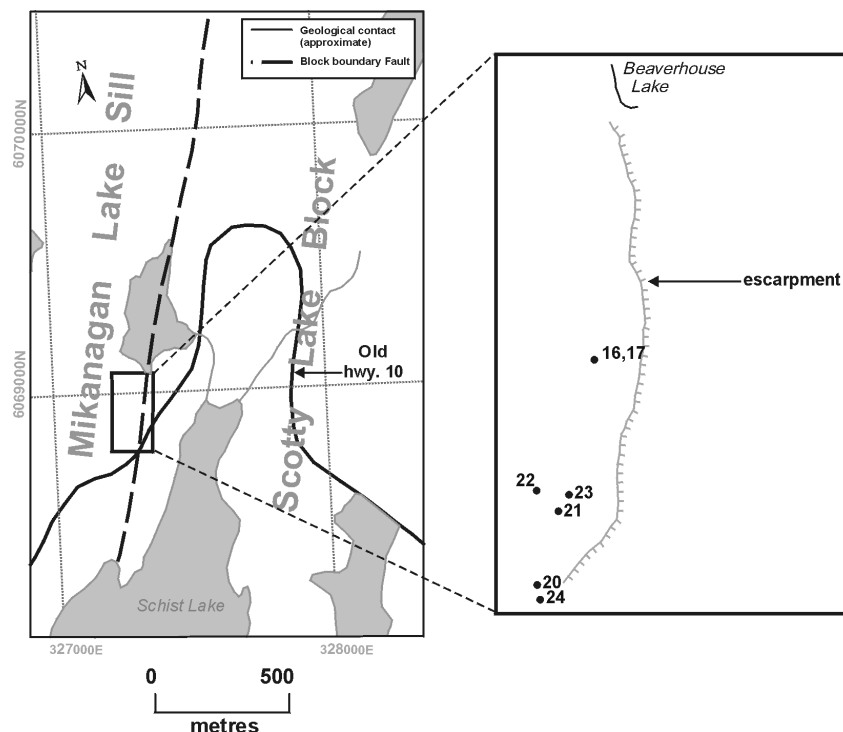 Geological contact
(approximate)
Block boundary Fault
N
6070000N
6069000N
Mikanagan Lake Sill
Scotty Lake Block
Old
hwy. 10
Schist Lake
327000E
328000E
0 500
metres
Beaverhouse
Lake
escarpment
16,17
22
23
21
20
24